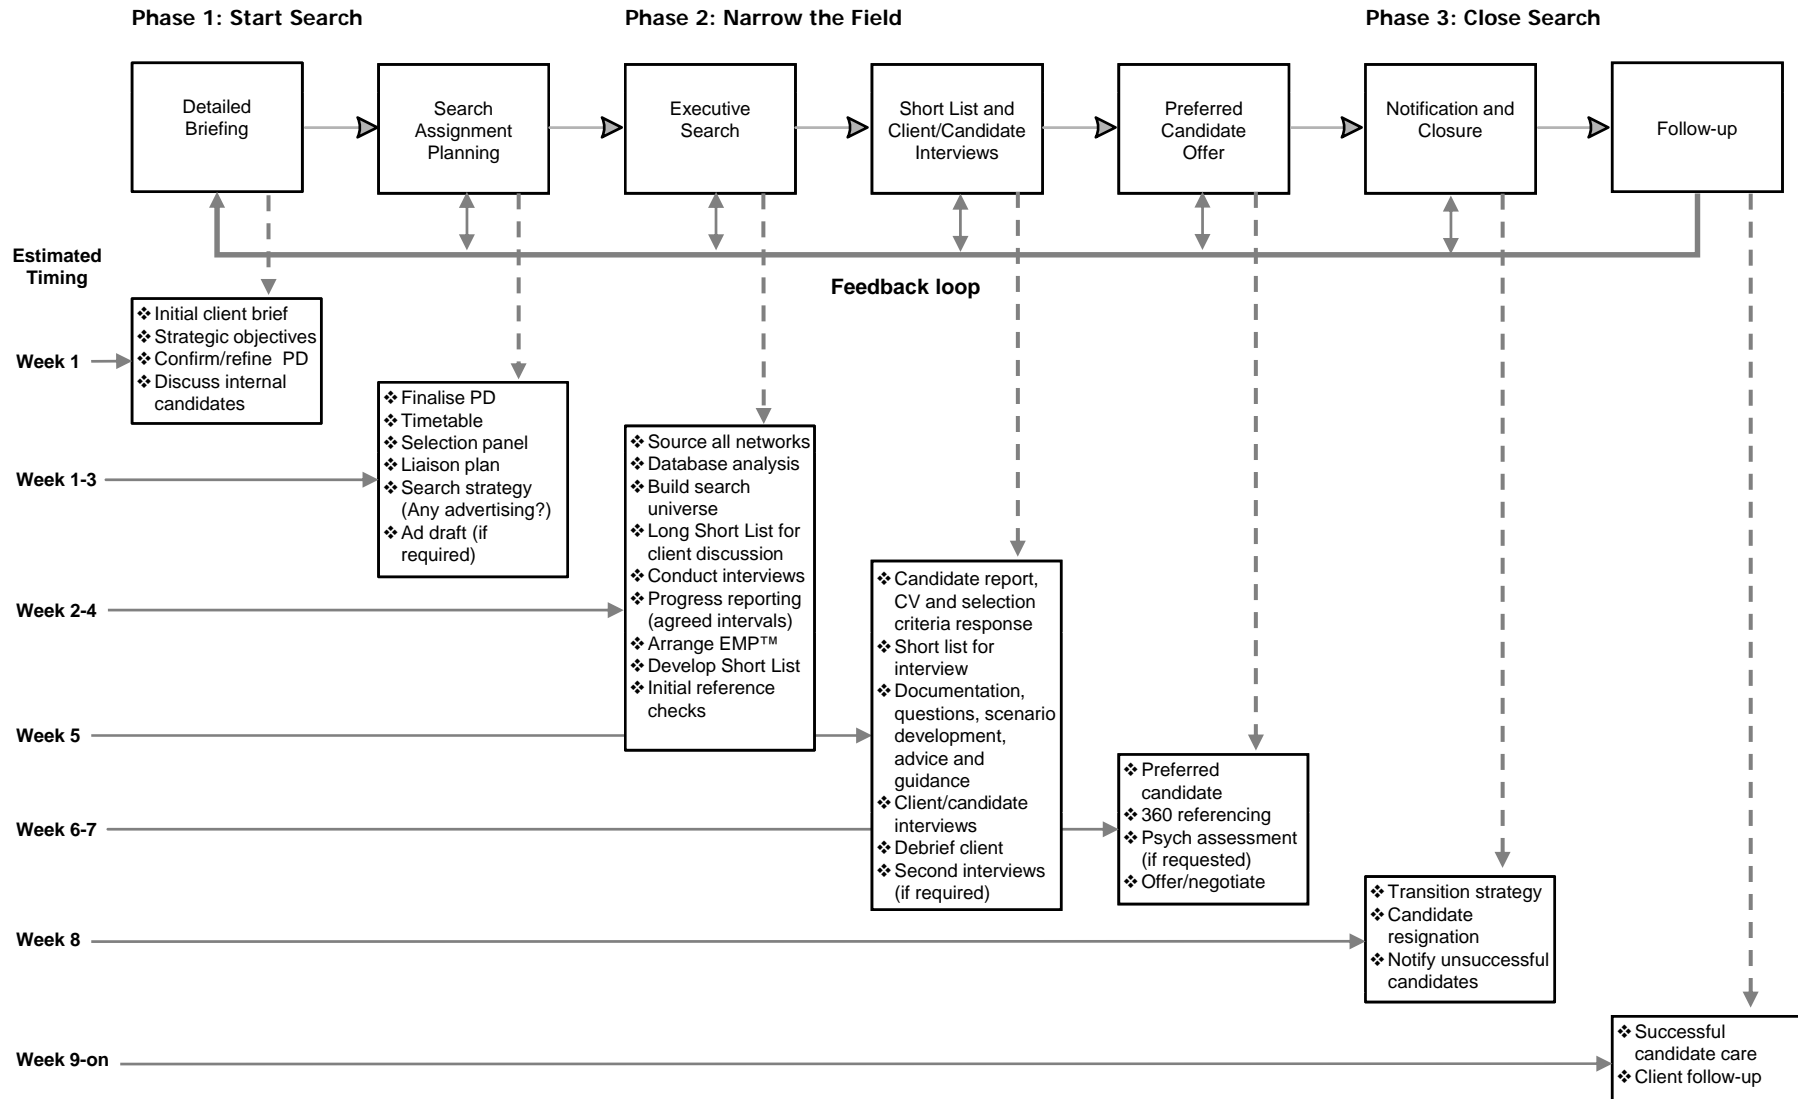 Phase 1: Start Search
Phase 2: Narrow the Field
Phase 3: Close Search
Detailed
Briefing
Search
Assignment
Planning
Executive
Search
Short List and
Client/Candidate
Interviews
Preferred
Candidate
Offer
Notification and
Closure
Follow-up
Estimated
Timing
Feedback loop
Week 1
❖ Initial client brief
❖ Strategic objectives
❖ Confirm/refine PD
❖ Discuss internal
candidates
Week 1-3
❖ Finalise PD
❖ Timetable
❖ Selection panel
❖ Liaison plan
❖ Search strategy
(Any advertising?)
❖ Ad draft (if
required)
Week 2-4
❖ Source all networks
❖ Database analysis
❖ Build search
universe
❖ Long Short List for
client discussion
❖ Conduct interviews
❖ Progress reporting
(agreed intervals)
❖ Arrange EMP™
❖ Develop Short List
❖ Initial reference
checks
Week 5
❖ Candidate report,
CV and selection
criteria response
❖ Short list for
interview
❖ Documentation,
questions, scenario
development,
advice and
guidance
❖ Client/candidate
interviews
❖ Debrief client
❖ Second interviews
(if required)
Week 6-7
❖ Preferred
candidate
❖ 360 referencing
❖ Psych assessment
(if requested)
❖ Offer/negotiate
Week 8
❖ Transition strategy
❖ Candidate
resignation
❖ Notify unsuccessful
candidates
Week 9-on
❖ Successful
candidate care
❖ Client follow-up